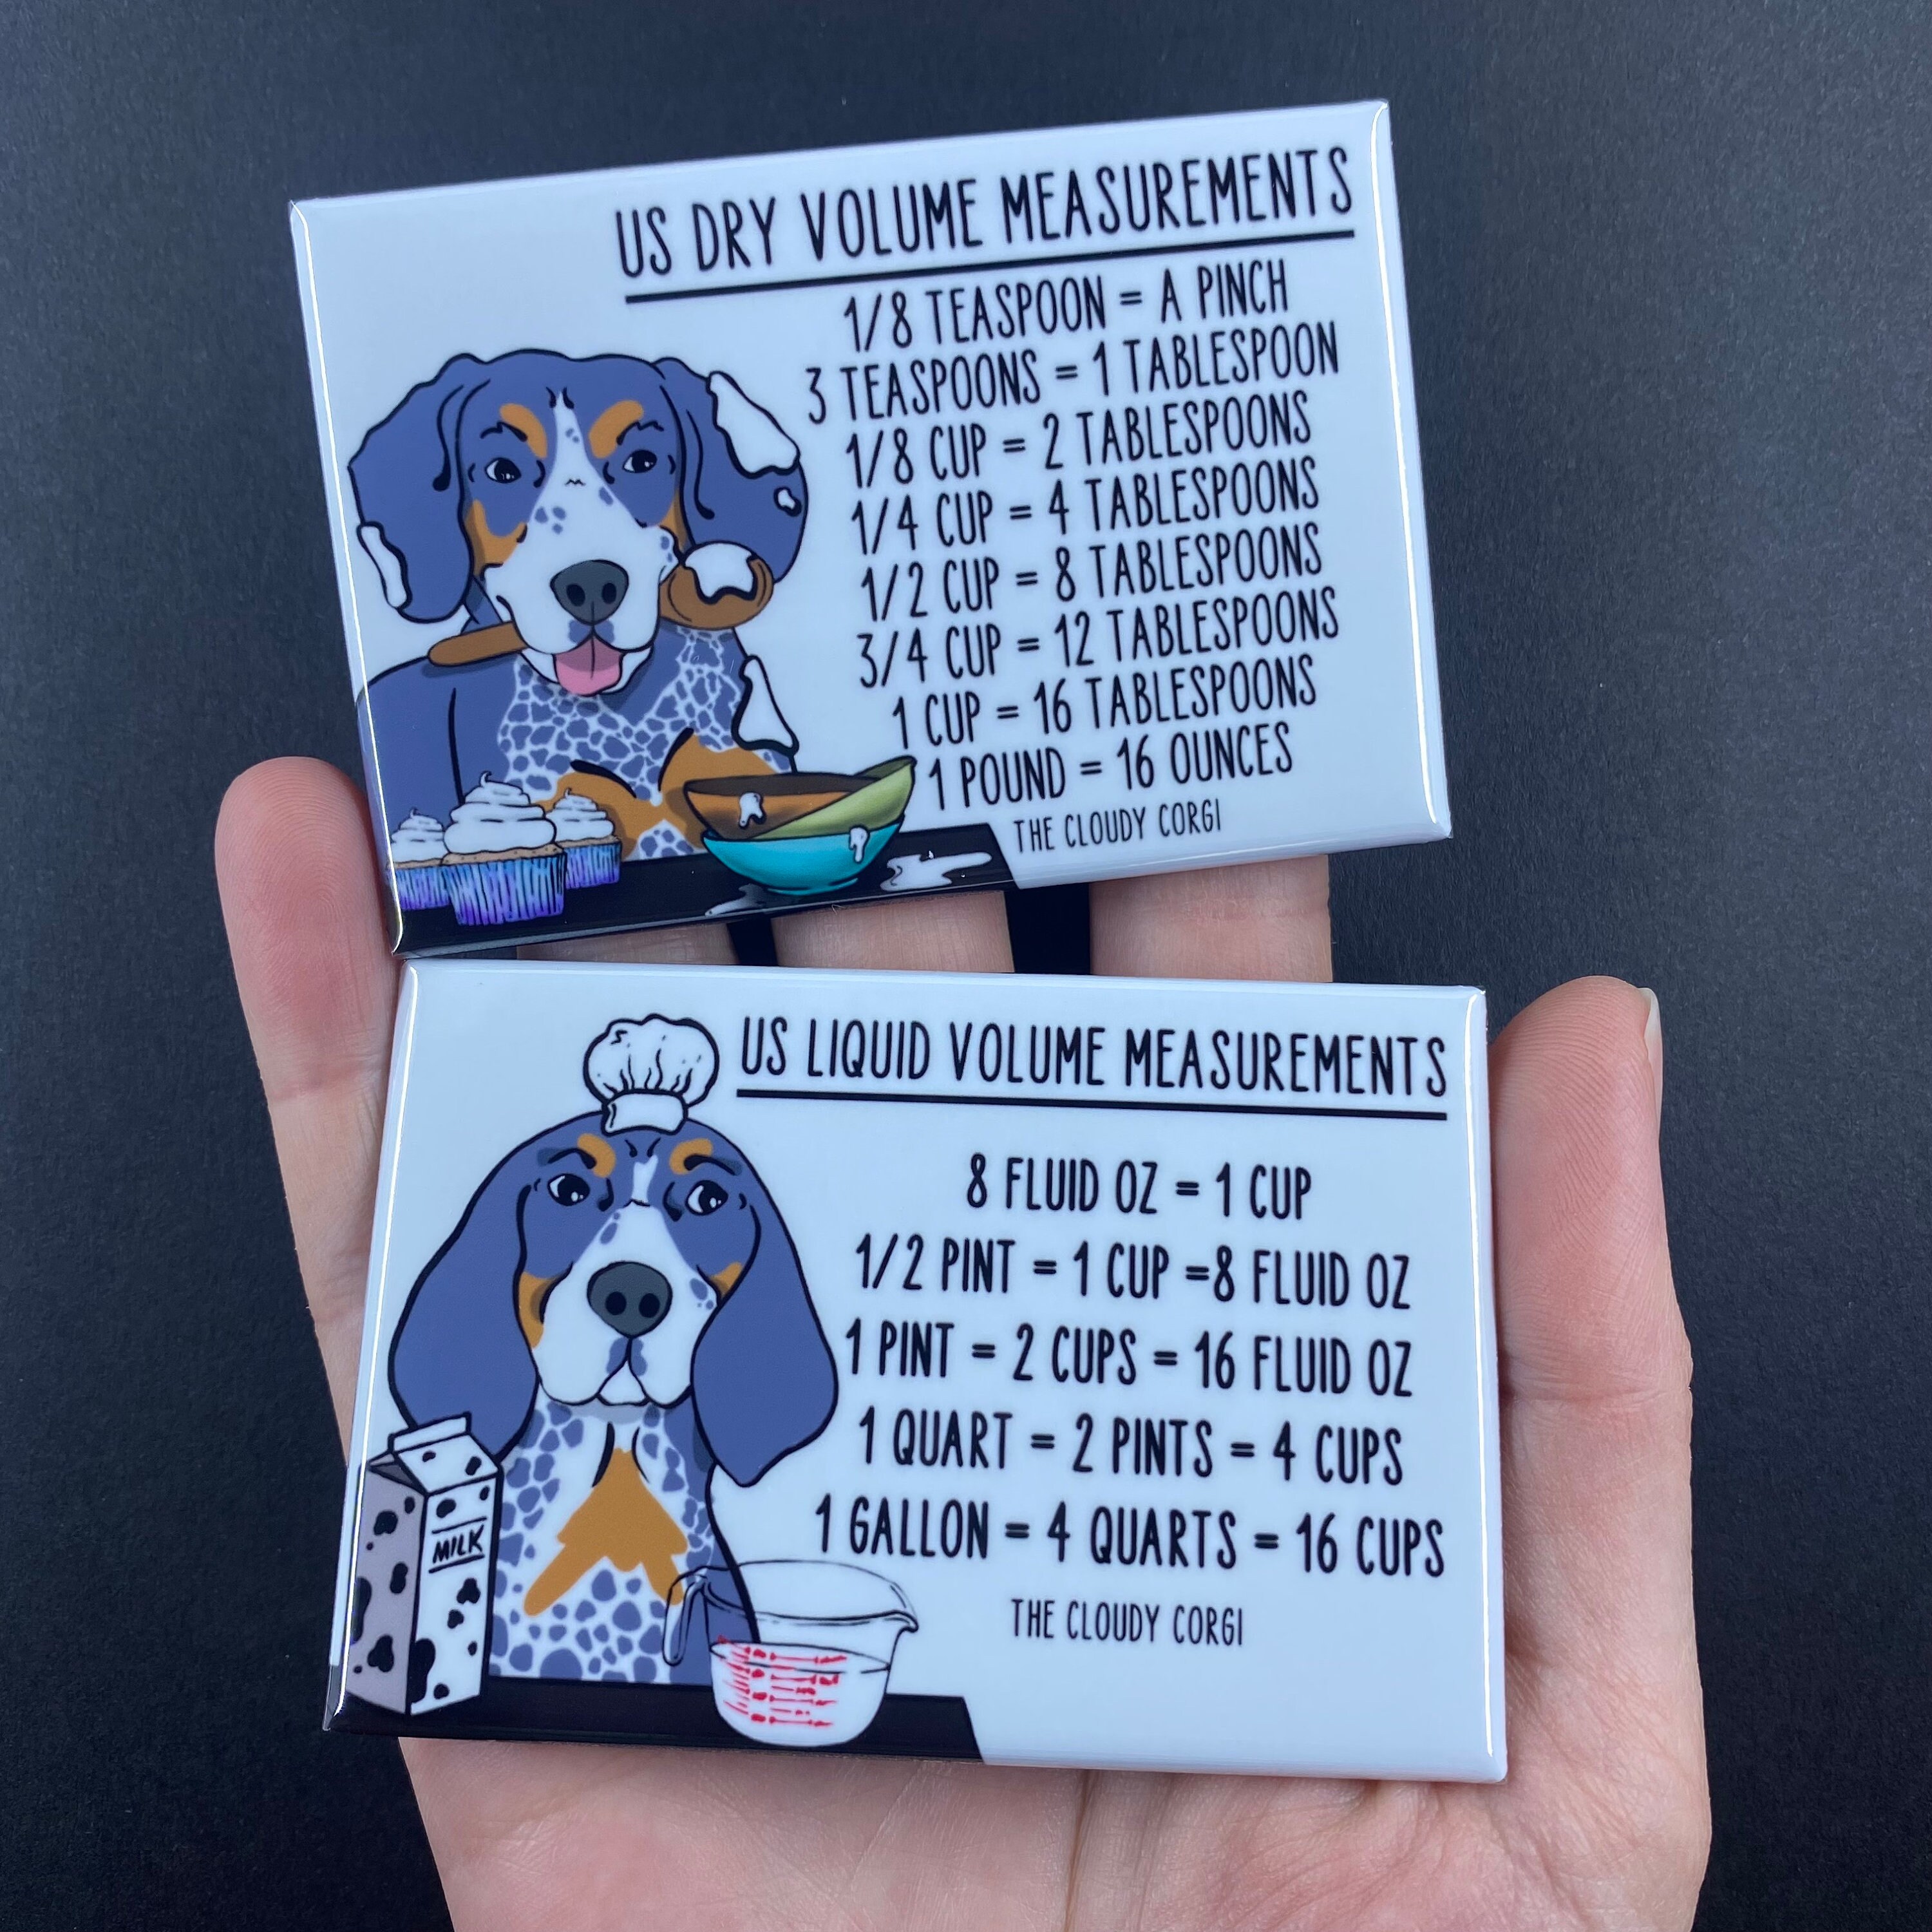 US DRY VOLUME MEASUREMENTS
1/8 TEASPOON = A PINCH
3 TEASPOONS = 1 TABLESPOON
1/8 CUP = 2 TABLESPOONS
1/4 CUP = 4 TABLESPOONS
1/2 CUP = 8 TABLESPOONS
3/4 CUP = 12 TABLESPOONS
1 CUP = 16 TABLESPOONS
1 POUND = 16 OUNCES
THE CLOUDY CORGI
US LIQUID VOLUME MEASUREMENTS
8 FLUID OZ = 1 CUP
1/2 PINT = 1 CUP =8 FLUID OZ
1 PINT = 2 CUPS = 16 FLUID OZ
1 QUART = 2 PINTS = 4 CUPS
1 GALLON = 4 QUARTS = 16 CUPS
THE CLOUDY CORGI
MILK